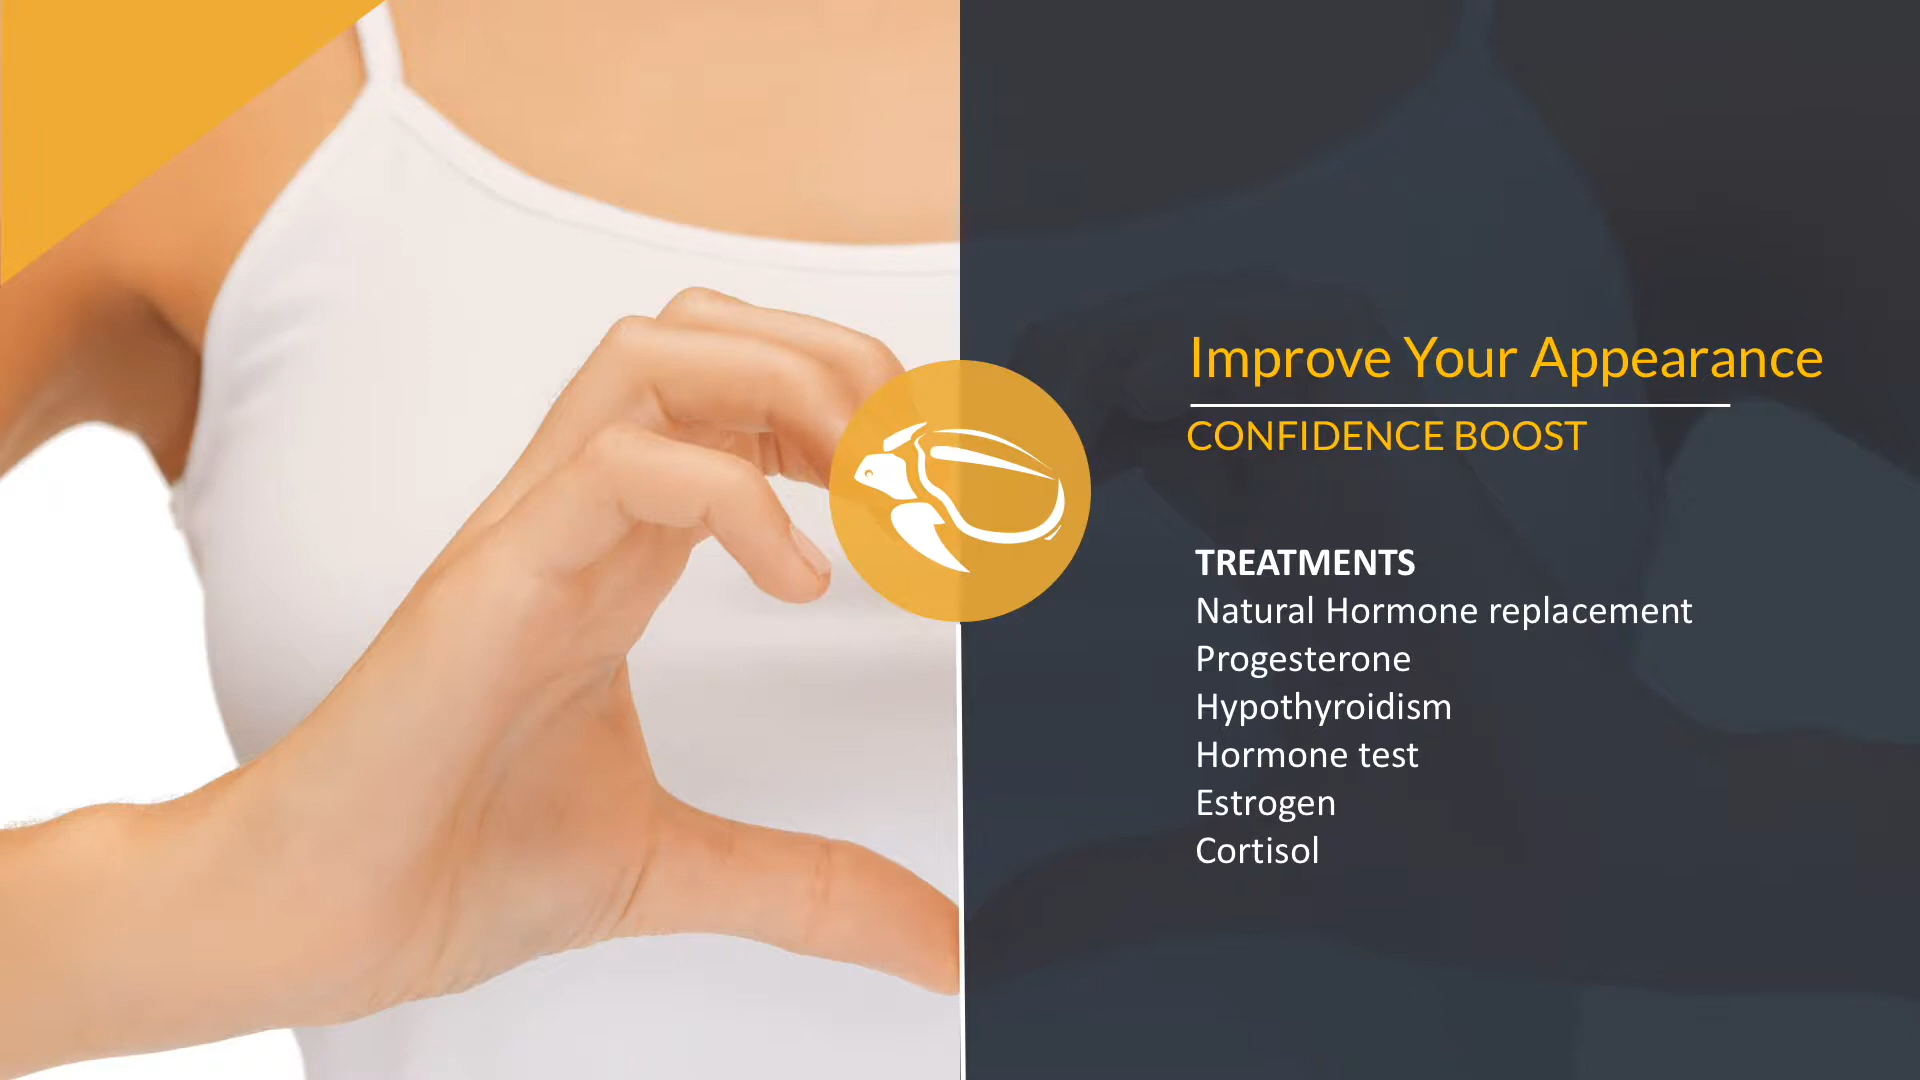 Improve Your Appearance
CONFIDENCE BOOST
TREATMENTS
Natural Hormone replacement
Progesterone
Hypothyroidism
Hormone test
Estrogen
Cortisol